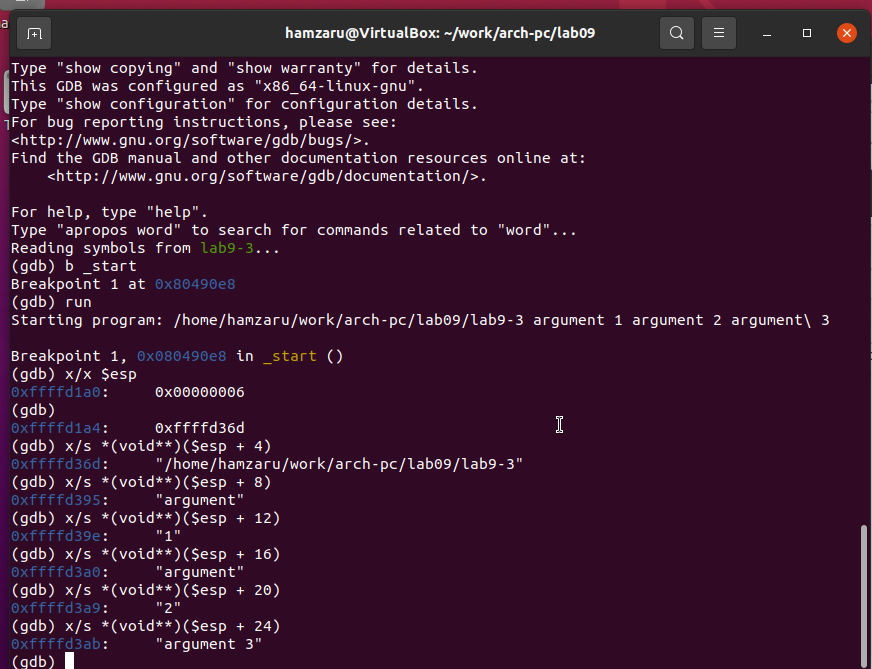 hamzaru@VirtualBox: ~/work/arch-pc/lab09
Type "show copying" and "show warranty" for details.
This GDB was configured as "x86_64-linux-gnu".
Type "show configuration" for configuration details.
For bug reporting instructions, please see:
<http://www.gnu.org/software/gdb/bugs/>.
Find the GDB manual and other documentation resources online at:
    <http://www.gnu.org/software/gdb/documentation/>.
For help, type "help".
Type "apropos word" to search for commands related to "word"...
Reading symbols from lab9-3...
(gdb) b _start
Breakpoint 1 at 0x80490e8
(gdb) run
Starting program: /home/hamzaru/work/arch-pc/lab09/lab9-3 argument 1 argument 2 argument\ 3
Breakpoint 1, 0x080490e8 in _start ()
(gdb) x/x $esp
0xffffd1a0:     0x00000006
(gdb)
0xffffd1a4:     0xffffd36d
(gdb) x/s *(void**)($esp + 4)
0xffffd36d:     "/home/hamzaru/work/arch-pc/lab09/lab9-3"
(gdb) x/s *(void**)($esp + 8)
0xffffd395:     "argument"
(gdb) x/s *(void**)($esp + 12)
0xffffd39e:     "1"
(gdb) x/s *(void**)($esp + 16)
0xffffd3a0:     "argument"
(gdb) x/s *(void**)($esp + 20)
0xffffd3a9:     "2"
(gdb) x/s *(void**)($esp + 24)
0xffffd3ab:     "argument 3"
(gdb)